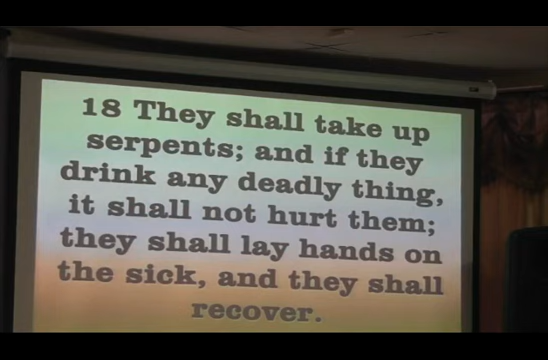 18 They shall take up
serpents; and if they
drink any deadly thing,
it shall not hurt them;
they shall lay hands on
the sick, and they shall
recover.